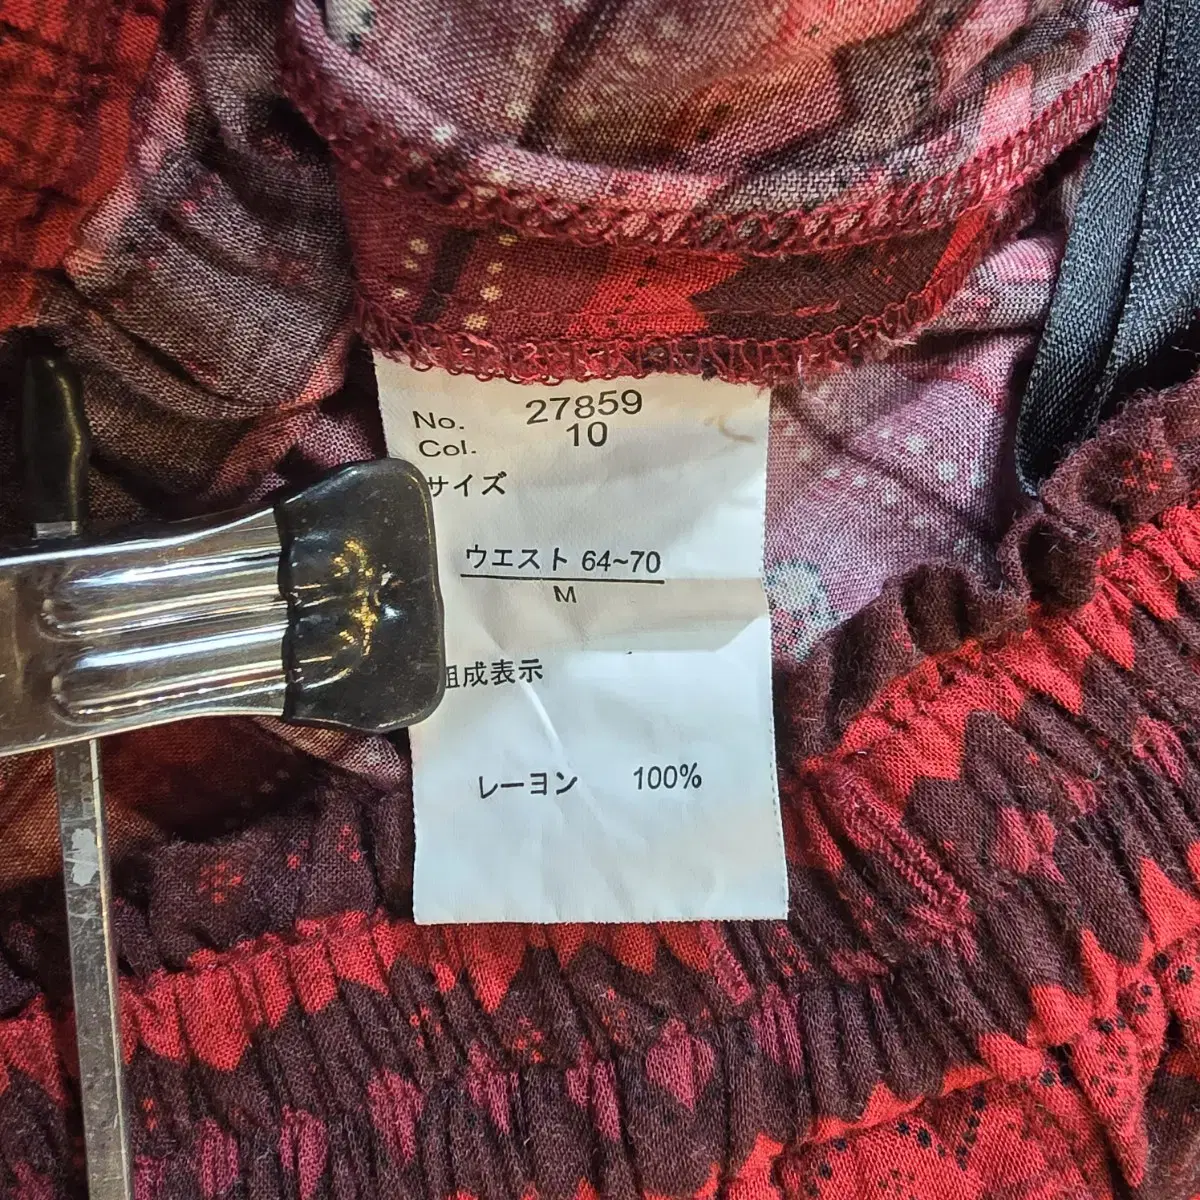 No. 27859
Col. 10
サイズ
ウエスト 64~70
M
組成表示
レーヨン 100%